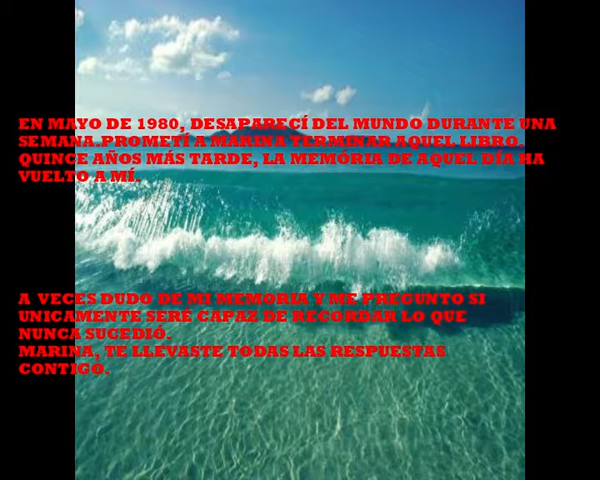 EN MAYO DE 1980, DESAPARECÍ DEL MUNDO DURANTE UNA
SEMANA.PROMETÍ A MARINA TERMINAR AQUEL LIBRO.
QUINCE AÑOS MÁS TARDE, LA MEMÓRIA DE AQUEL DÍA HA
VUELTO A MÍ.
A VECES DUDO DE MI MEMORIA Y ME PREGUNTO SI
UNICAMENTE SERÉ CAPAZ DE RECORDAR LO QUE
NUNCA SUCEDIÓ.
MARINA, TE LLEVASTE TODAS LAS RESPUESTAS
CONTIGO.